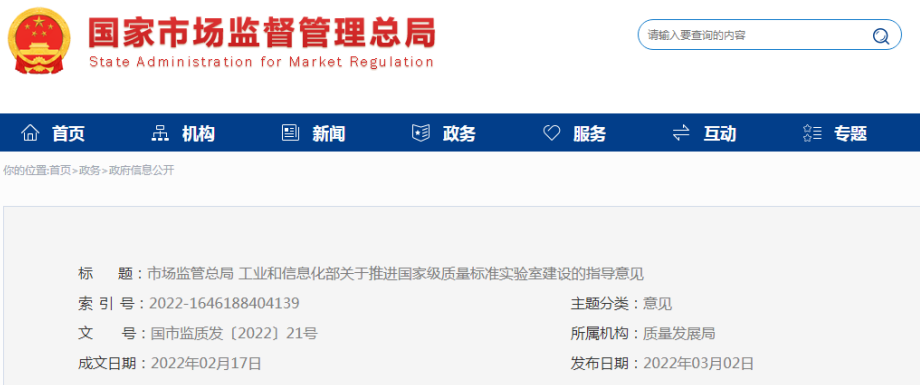 国家市场监督管理总局
State Administration for Market Regulation
请输入要查询的内容
首页 机构 新闻 政务 服务 互动 专题
你的位置:首页>政务>政府信息公开
标 题：市场监管总局 工业和信息化部关于推进国家级质量标准实验室建设的指导意见
索 引 号：2022-1646188404139 主题分类：意见
文 号：国市监质发〔2022〕21号 所属机构：质量发展局
成文日期：2022年02月17日 发布日期：2022年03月02日